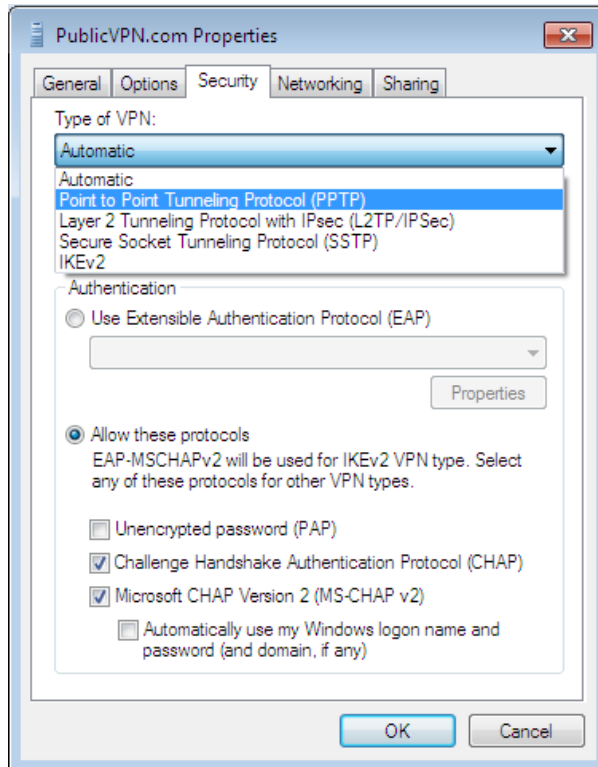 PublicVPN.com Properties
General Options Security Networking Sharing
Type of VPN:
Automatic
Automatic
Point to Point Tunneling Protocol (PPTP)
Layer 2 Tunneling Protocol with IPsec (L2TP/IPSec)
Secure Socket Tunneling Protocol (SSTP)
IKEv2
Authentication
Use Extensible Authentication Protocol (EAP)
Properties
Allow these protocols
EAP-MSCHAPv2 will be used for IKEv2 VPN type. Select
any of these protocols for other VPN types.
Unencrypted password (PAP)
Challenge Handshake Authentication Protocol (CHAP)
Microsoft CHAP Version 2 (MS-CHAP v2)
Automatically use my Windows logon name and
password (and domain, if any)
OK Cancel